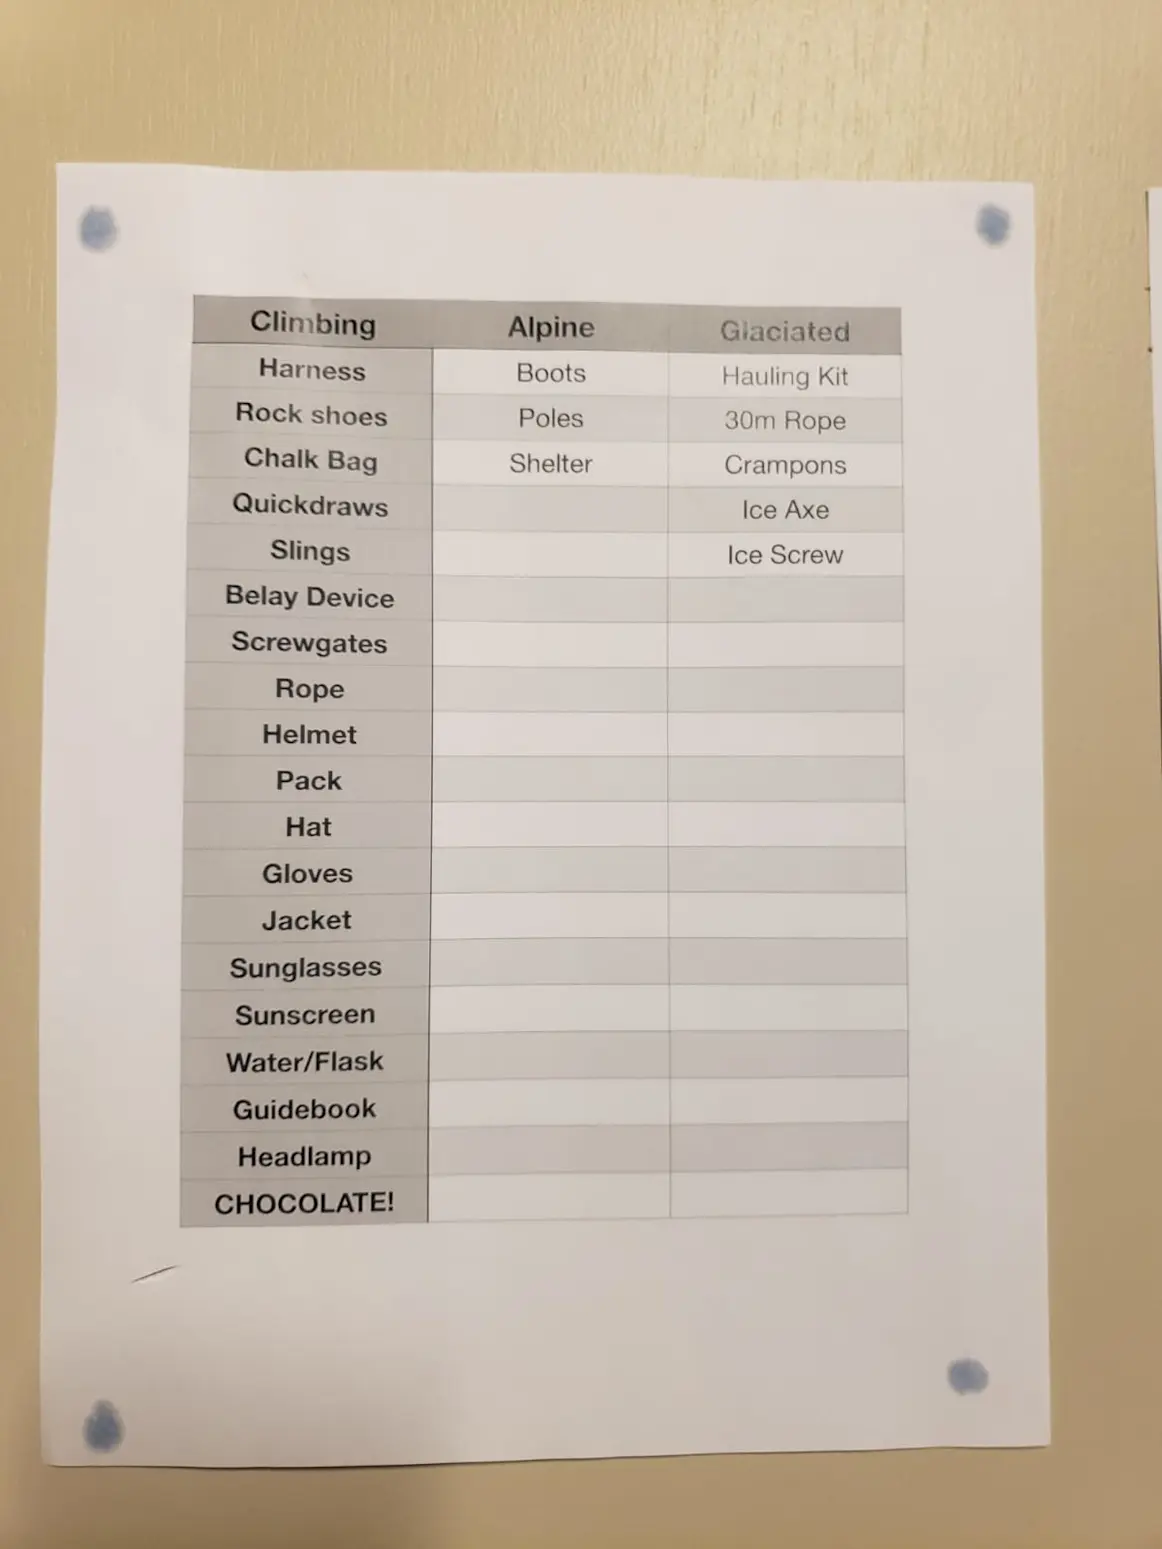 Climbing Alpine Glaciated
Harness Boots Hauling Kit
Rock shoes Poles 30m Rope
Chalk Bag Shelter Crampons
Quickdraws Ice Axe
Slings Ice Screw
Belay Device
Screwgates
Rope
Helmet
Pack
Hat
Gloves
Jacket
Sunglasses
Sunscreen
Water/Flask
Guidebook
Headlamp
CHOCOLATE!